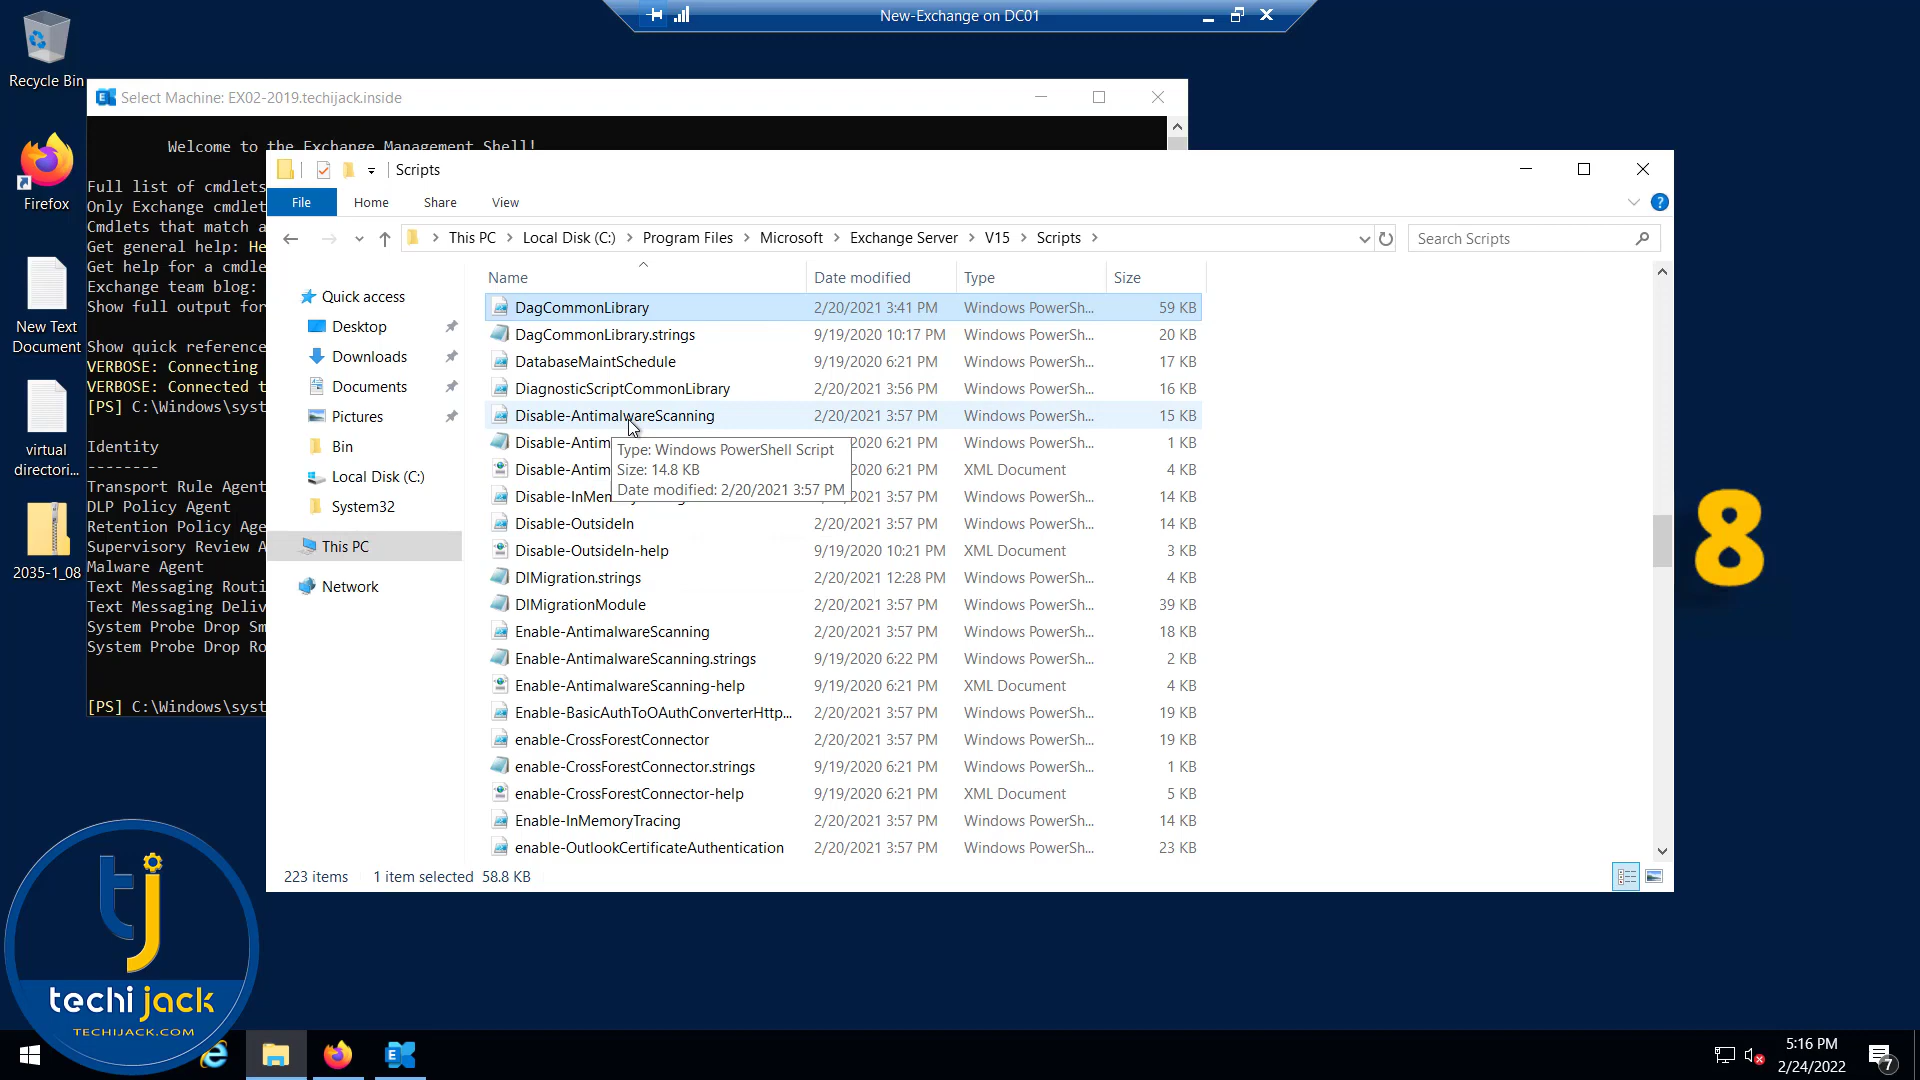 New-Exchange on DC01
Recycle Bin
Firefox
New Text
Document
virtual
directori...
2035-1_08
Select Machine: EX02-2019.techijack.inside
Welcome to the Exchange Management Shell!
Full list of cmdlets
Only Exchange cmdlet
Cmdlets that match a
Get general help: He
Get help for a cmdle
Exchange team blog:
Show full output for
Show quick reference
VERBOSE: Connecting
VERBOSE: Connected t
[PS] C:\Windows\syst
Identity
--------
Transport Rule Agent
DLP Policy Agent
Retention Policy Age
Supervisory Review A
Malware Agent
Text Messaging Routi
Text Messaging Deliv
System Probe Drop Sm
System Probe Drop Ro
[PS] C:\Windows\syst
Scripts
File Home Share View
This PC > Local Disk (C:) > Program Files > Microsoft > Exchange Server > V15 > Scripts >
Search Scripts
Quick access
Desktop
Downloads
Documents
Pictures
Bin
Local Disk (C:)
System32
This PC
Network
Name Date modified Type Size
DagCommonLibrary 2/20/2021 3:41 PM Windows PowerSh... 59 KB
DagCommonLibrary.strings 9/19/2020 10:17 PM Windows PowerSh... 20 KB
DatabaseMaintSchedule 9/19/2020 6:21 PM Windows PowerSh... 17 KB
DiagnosticScriptCommonLibrary 2/20/2021 3:56 PM Windows PowerSh... 16 KB
Disable-AntimalwareScanning 2/20/2021 3:57 PM Windows PowerSh... 15 KB
Disable-Antim 2020 6:21 PM Windows PowerSh... 1 KB
Disable-Antim 2020 6:21 PM XML Document 4 KB
Disable-InMem 2021 3:57 PM Windows PowerSh... 14 KB
Type: Windows PowerShell Script
Size: 14.8 KB
Date modified: 2/20/2021 3:57 PM
Disable-OutsideIn 2/20/2021 3:57 PM Windows PowerSh... 14 KB
Disable-OutsideIn-help 9/19/2020 10:21 PM XML Document 3 KB
DlMigration.strings 2/20/2021 12:28 PM Windows PowerSh... 4 KB
DlMigrationModule 2/20/2021 3:57 PM Windows PowerSh... 39 KB
Enable-AntimalwareScanning 2/20/2021 3:57 PM Windows PowerSh... 18 KB
Enable-AntimalwareScanning.strings 9/19/2020 6:22 PM Windows PowerSh... 2 KB
Enable-AntimalwareScanning-help 9/19/2020 6:21 PM XML Document 4 KB
Enable-BasicAuthToOAuthConverterHttp... 2/20/2021 3:57 PM Windows PowerSh... 19 KB
enable-CrossForestConnector 2/20/2021 3:57 PM Windows PowerSh... 19 KB
enable-CrossForestConnector.strings 9/19/2020 6:21 PM Windows PowerSh... 1 KB
enable-CrossForestConnector-help 9/19/2020 6:21 PM XML Document 5 KB
Enable-InMemoryTracing 2/20/2021 3:57 PM Windows PowerSh... 14 KB
enable-OutlookCertificateAuthentication 2/20/2021 3:57 PM Windows PowerSh... 23 KB
223 items 1 item selected 58.8 KB
8
tj
techi jack
TECHIJACK.COM
5:16 PM
2/24/2022
7